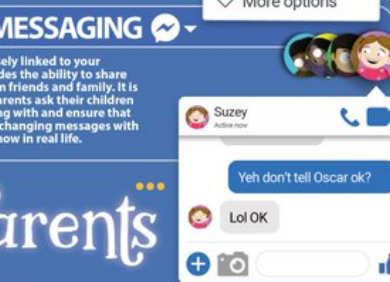 More options
MESSAGING
sely linked to your
des the ability to share
n friends and family. It is
arents ask their children
ng with and ensure that
changing messages with
now in real life.
Suzey
Active now
Yeh don't tell Oscar ok?
Lol OK
arents